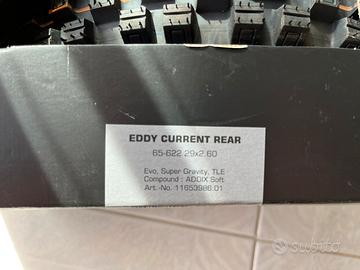 EDDY CURRENT REAR
65-622 29x2.60
Evo, Super Gravity, TLE
Compound : ADDIX Soft
Art.-No. 11653986.01
subito